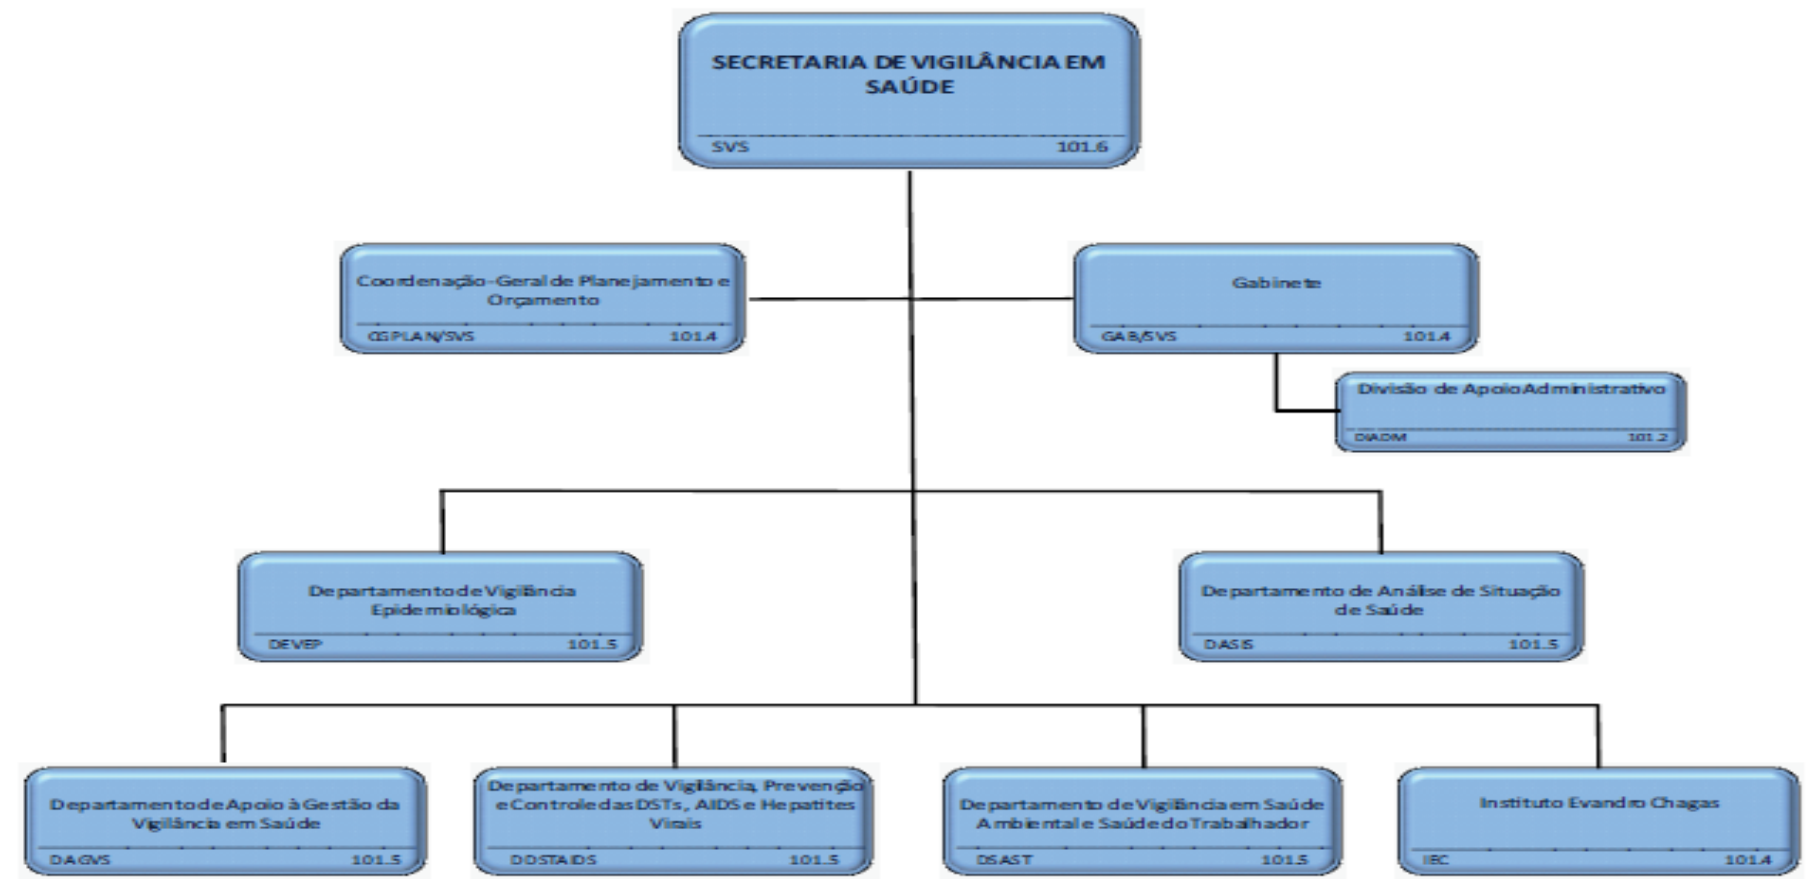 SECRETARIA DE VIGILÂNCIA EM
SAÚDE
SVS 101.6
Coordenação-Geral de Planejamento e
Orçamento
CGPLAN/SVS 101.4
Gabinete
GAB/SVS 101.4
Divisão de Apoio Administrativo
DIADM 101.2
Departamento de Vigilância
Epidemiológica
DEVEP 101.5
Departamento de Análise de Situação
de Saúde
DASIS 101.5
Departamento de Apoio à Gestão da
Vigilância em Saúde
DAGVS 101.5
Departamento de Vigilância, Prevenção
e Controle das DSTs, AIDS e Hepatites
Virais
DDSTAIDS 101.5
Departamento de Vigilância em Saúde
Ambiental e Saúde do Trabalhador
DSAST 101.5
Instituto Evandro Chagas
IEC 101.4